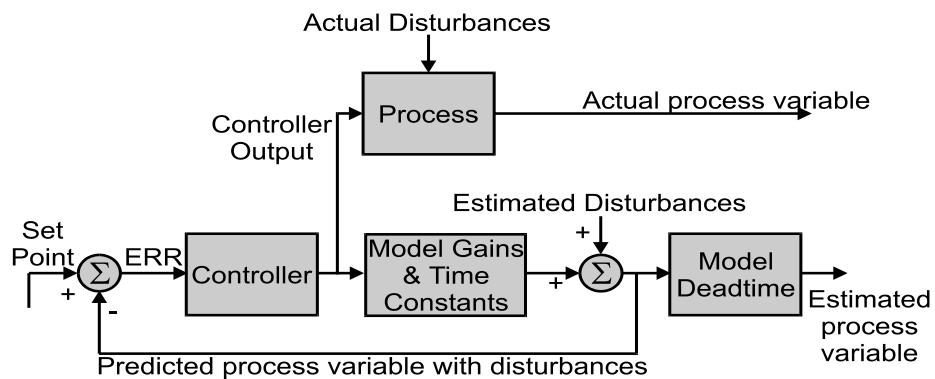 Actual Disturbances
Process
Actual process variable
Controller
Output
Estimated Disturbances
+
Set
Point
+
-
Σ
ERR
Controller
Model Gains
& Time
Constants
+
Σ
Model
Deadtime
Estimated
process
variable
Predicted process variable with disturbances